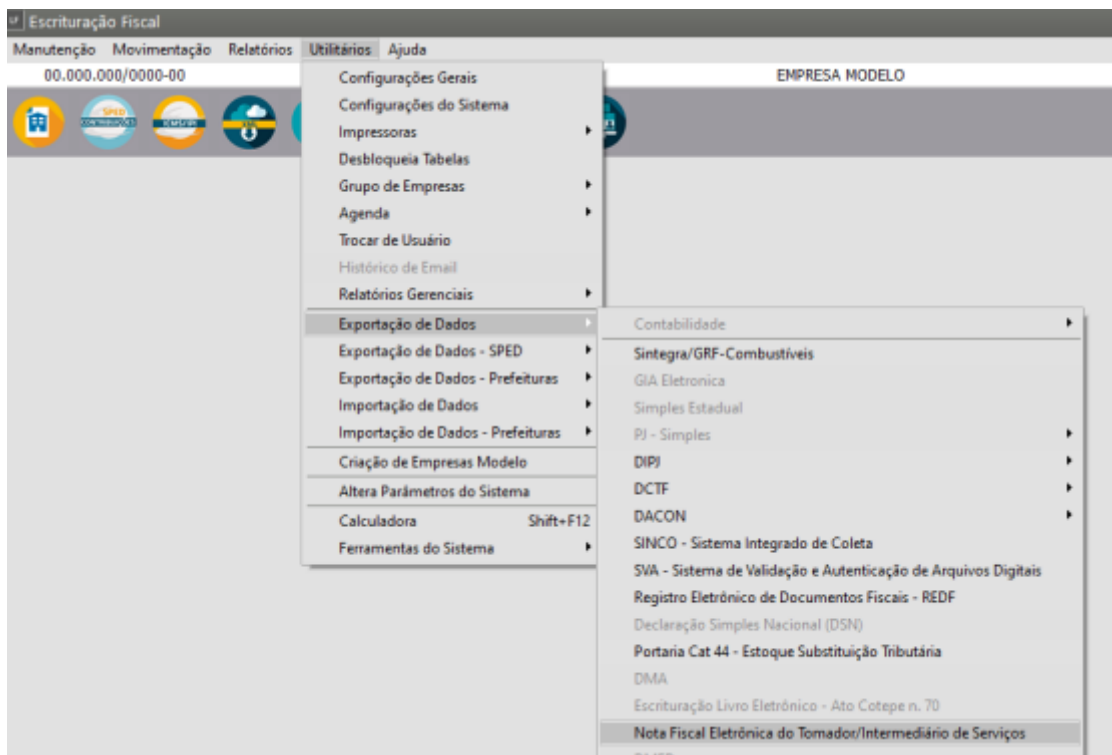 Escrituração Fiscal
Manutenção Movimentação Relatórios Utilitários Ajuda
00.000.000/0000-00 EMPRESA MODELO
SPED
CONTRIBUIÇÕES
ICMS/IPI
XML
Configurações Gerais
Configurações do Sistema
Impressoras
Desbloqueia Tabelas
Grupo de Empresas
Agenda
Trocar de Usuário
Histórico de Email
Relatórios Gerenciais
Exportação de Dados
Exportação de Dados - SPED
Exportação de Dados - Prefeituras
Importação de Dados
Importação de Dados - Prefeituras
Criação de Empresas Modelo
Altera Parâmetros do Sistema
Calculadora Shift+F12
Ferramentas do Sistema
Contabilidade
Sintegra/GRF-Combustíveis
GIA Eletronica
Simples Estadual
PJ - Simples
DIPJ
DCTF
DACON
SINCO - Sistema Integrado de Coleta
SVA - Sistema de Validação e Autenticação de Arquivos Digitais
Registro Eletrônico de Documentos Fiscais - REDF
Declaração Simples Nacional (DSN)
Portaria Cat 44 - Estoque Substituição Tributária
DMA
Escrituração Livro Eletrônico - Ato Cotepe n. 70
Nota Fiscal Eletrônica do Tomador/Intermediário de Serviços